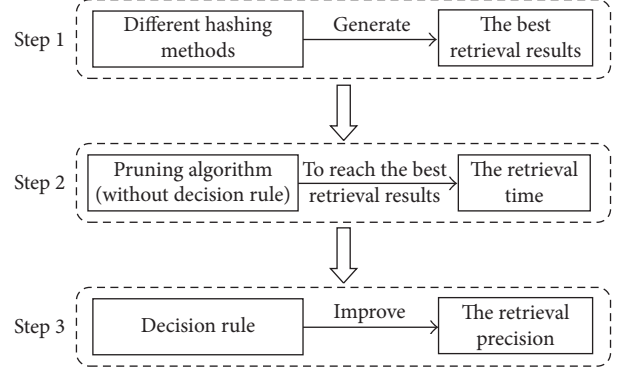 Step 1
Different hashing
methods
Generate
The best
retrieval results
Step 2
Pruning algorithm
(without decision rule)
To reach the best
retrieval results
The retrieval
time
Step 3
Decision rule
Improve
The retrieval
precision